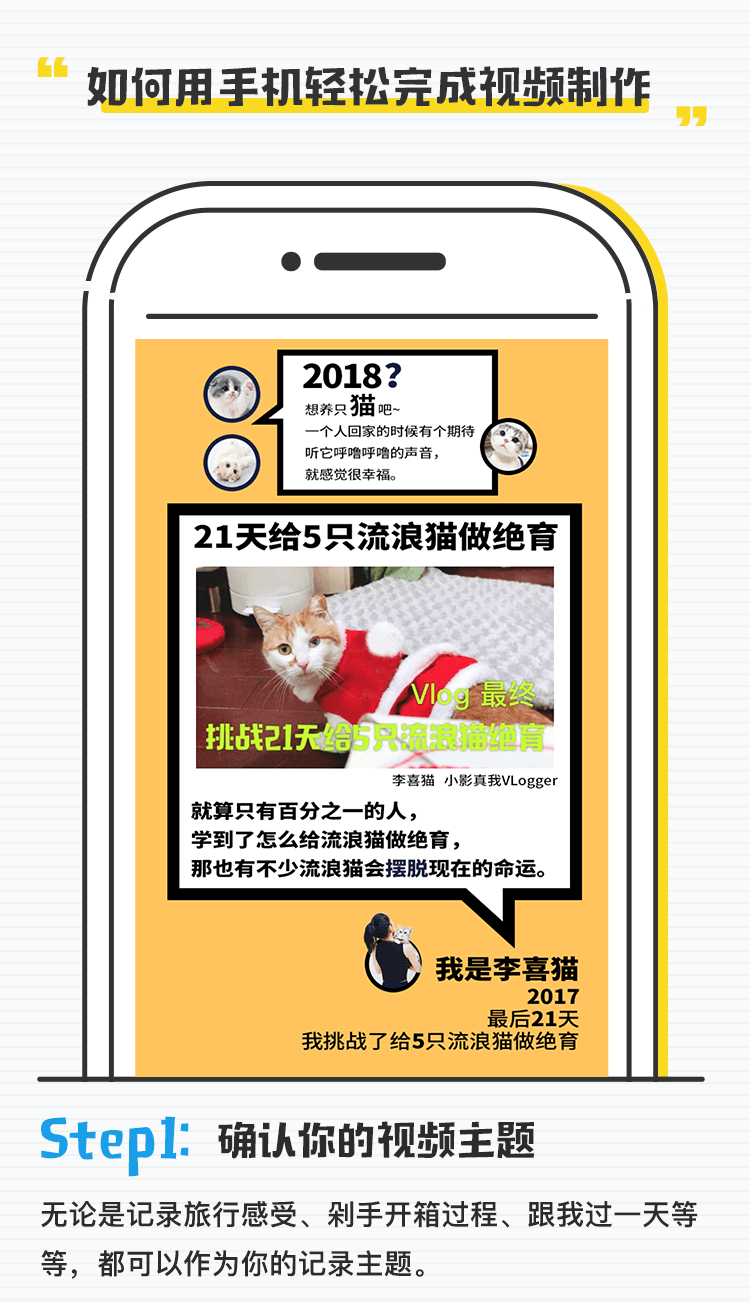 “如何用手机轻松完成视频制作”
2018?
想养只猫吧~
一个人回家的时候有个期待
听它呼噜呼噜的声音，
就感觉很幸福。
21天给5只流浪猫做绝育
Vlog 最终
挑战21天给5只流浪猫绝育
李喜猫 小影真我VLogger
就算只有百分之一的人，
学到了怎么给流浪猫做绝育，
那也有不少流浪猫会摆脱现在的命运。
我是李喜猫
2017
最后21天
我挑战了给5只流浪猫做绝育
Step1: 确认你的视频主题
无论是记录旅行感受、剁手开箱过程、跟我过一天等
等，都可以作为你的记录主题。